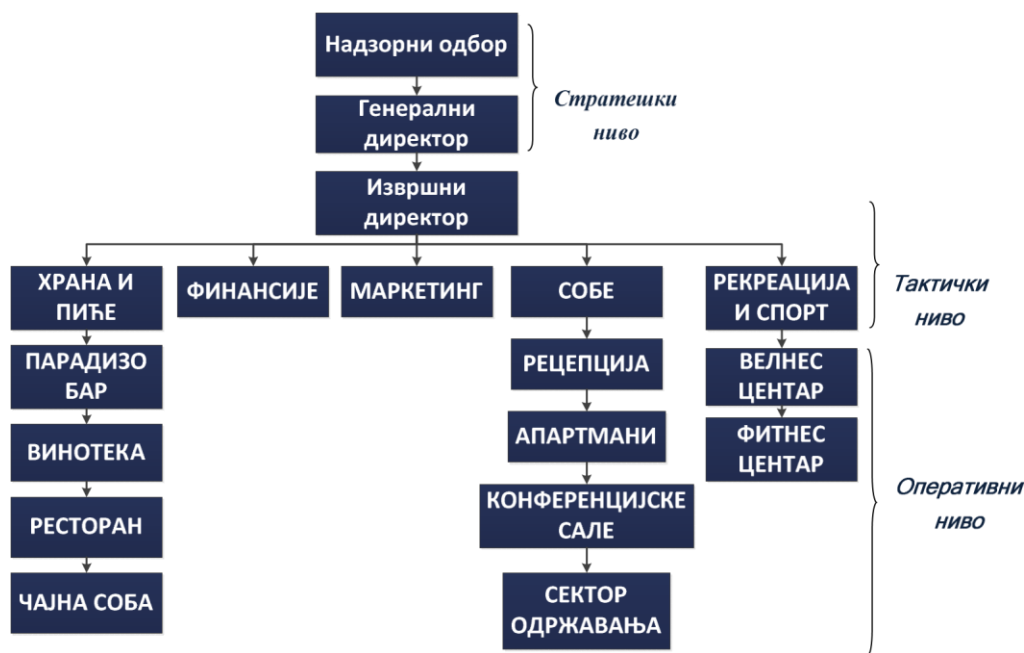 Надзорни одбор
Генерални
директор
Стратешки
ниво
Извршни
директор
ХРАНА И
ПИЋЕ
ФИНАНСИЈЕ
МАРКЕТИНГ
СОБЕ
РЕКРЕАЦИЈА
И СПОРТ
Тактички
ниво
ПАРАДИЗО
БАР
РЕЦЕПЦИЈА
ВЕЛНЕС
ЦЕНТАР
ВИНОТЕКА
АПАРТМАНИ
ФИТНЕС
ЦЕНТАР
РЕСТОРАН
КОНФЕРЕНЦИЈСКЕ
САЛЕ
Оперативни
ниво
ЧАЈНА СОБА
СЕКТОР
ОДРЖАВАЊА